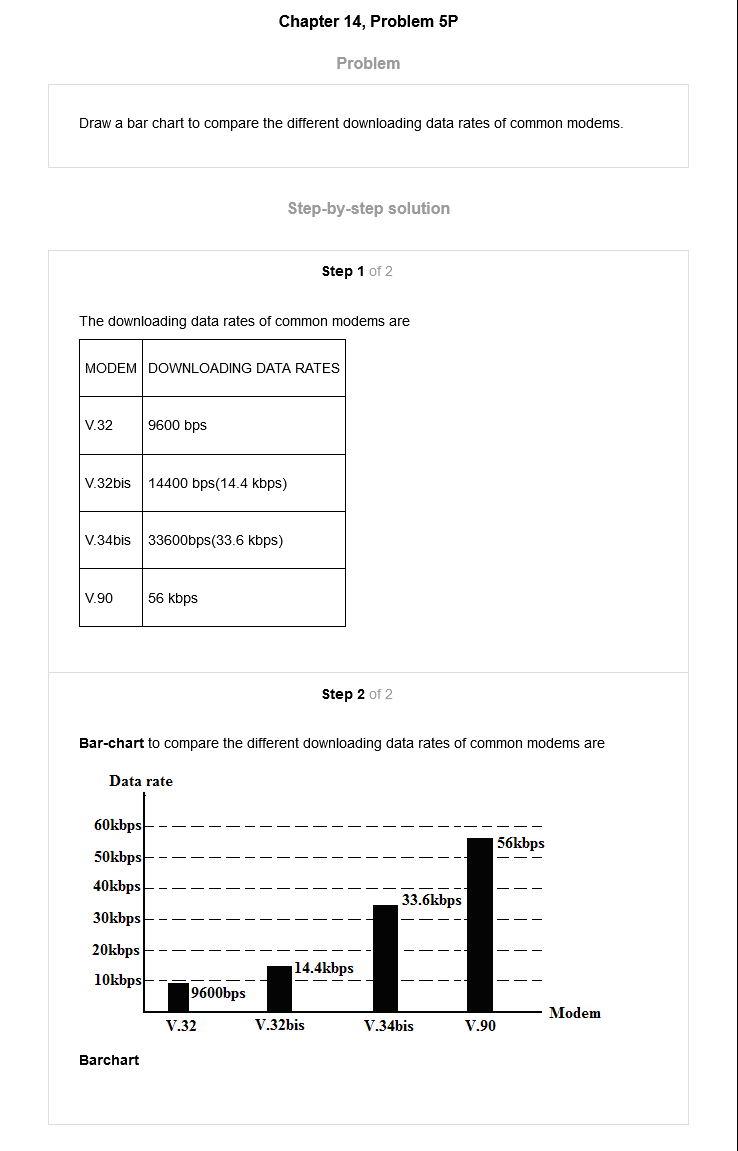 Chapter 14, Problem 5P
Problem
Draw a bar chart to compare the different downloading data rates of common modems.
Step-by-step solution
Step 1 of 2
The downloading data rates of common modems are
MODEM DOWNLOADING DATA RATES
V.32 9600 bps
V.32bis 14400 bps(14.4 kbps)
V.34bis 33600bps(33.6 kbps)
V.90 56 kbps
Step 2 of 2
Bar-chart to compare the different downloading data rates of common modems are
Data rate
60kbps
56kbps
50kbps
40kbps
33.6kbps
30kbps
20kbps
14.4kbps
10kbps
9600bps
Modem
V.32 V.32bis V.34bis V.90
Barchart